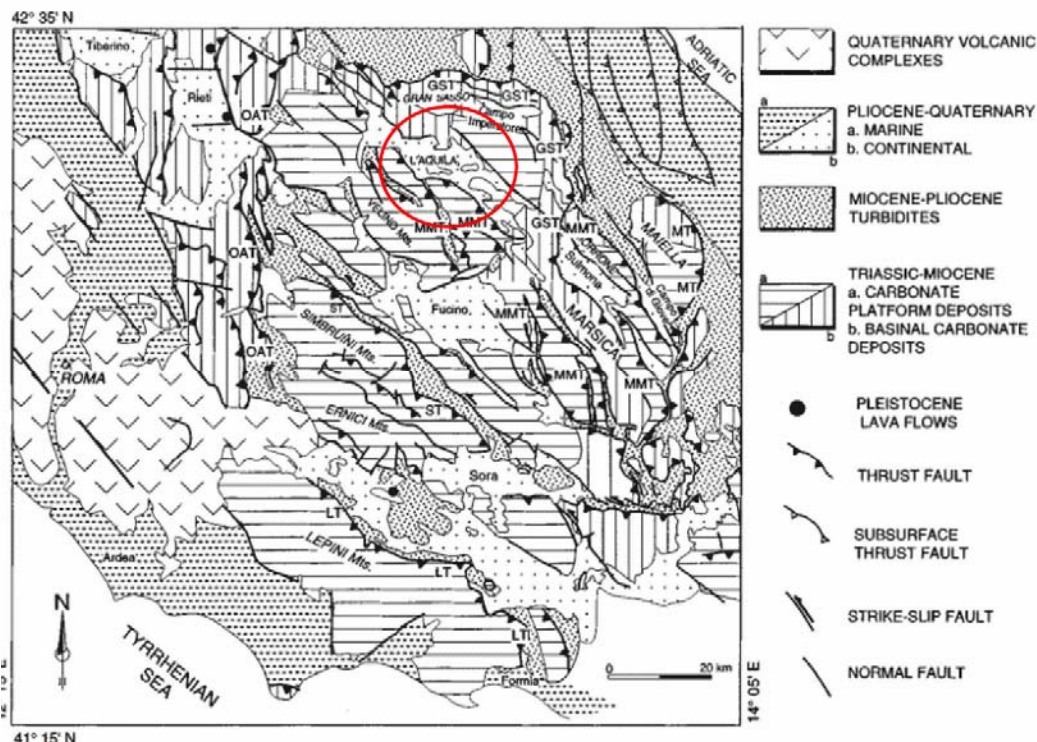 42° 35' N
Tiberino
Rieti
OAT
GST
GRAN SASSO
GST
Campo
Imperatore
ADRIATIC
SEA
L'AQUILA
GST
VELINO Mts.
MMT
MMT
GST
MMT
MAIELLA
MT
MT
OAT
Sulmona
Fucino
MMT
MARSICA
ST
SIMBRUINI Mts.
OAT
ROMA
MMT
MMT
ERNICI Mts.
ST
Sora
LT
LEPINI Mts.
LT
LT
Ardea
Formia
N
TYRRHENIAN
SEA
0
20 km
14° 05' E
41° 15' N
QUATERNARY VOLCANIC
COMPLEXES
a
b
PLIOCENE-QUATERNARY
a. MARINE
b. CONTINENTAL
MIOCENE-PLIOCENE
TURBIDITES
a
b
TRIASSIC-MIOCENE
a. CARBONATE
PLATFORM DEPOSITS
b. BASINAL CARBONATE
DEPOSITS
PLEISTOCENE
LAVA FLOWS
THRUST FAULT
SUBSURFACE
THRUST FAULT
STRIKE-SLIP FAULT
NORMAL FAULT